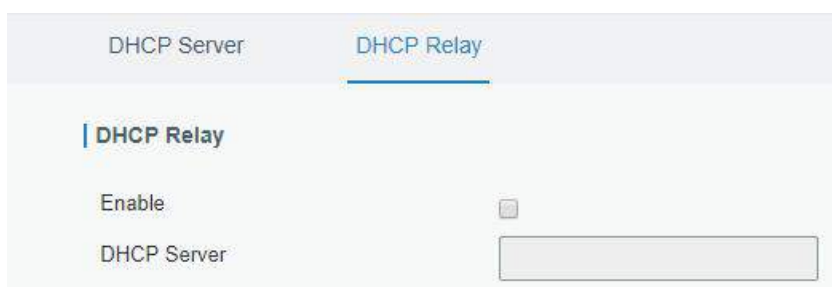 DHCP Server DHCP Relay
DHCP Relay
Enable
DHCP Server